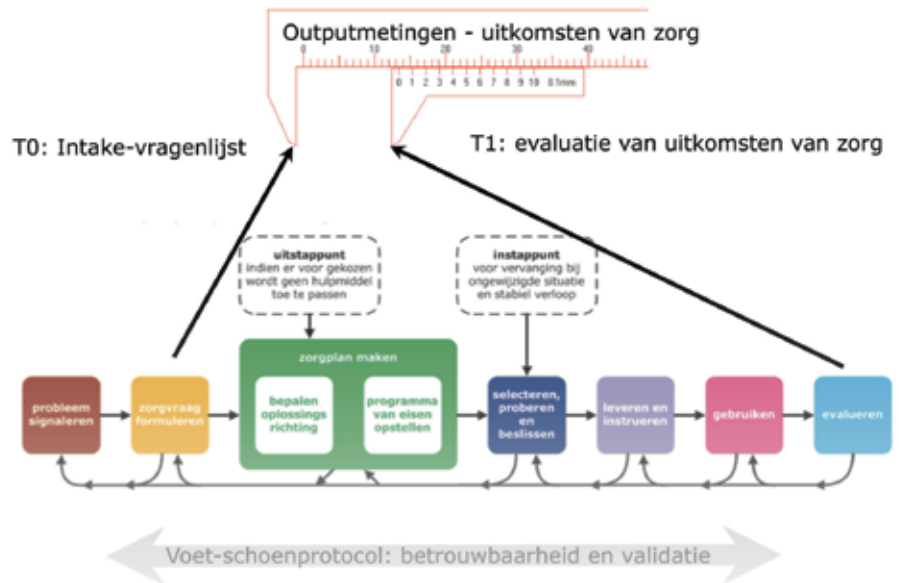 Outputmetingen - uitkomsten van zorg
0 10 20 30 40
0 1 2 3 4 5 6 7 8 9 10 0.1mm
T0: Intake-vragenlijst
T1: evaluatie van uitkomsten van zorg
uitstappunt
indien er voor gekozen
wordt geen hulpmiddel
toe te passen
instappunt
voor vervanging bij
ongewijzigde situatie
en stabiel verloop
probleem
signaleren
zorgvraag
formuleren
zorgplan maken
bepalen
oplossings
richting
programma
van eisen
opstellen
selecteren,
proberen
en
beslissen
leveren en
instrueren
gebruiken
evalueren
Voet-schoenprotocol: betrouwbaarheid en validatie